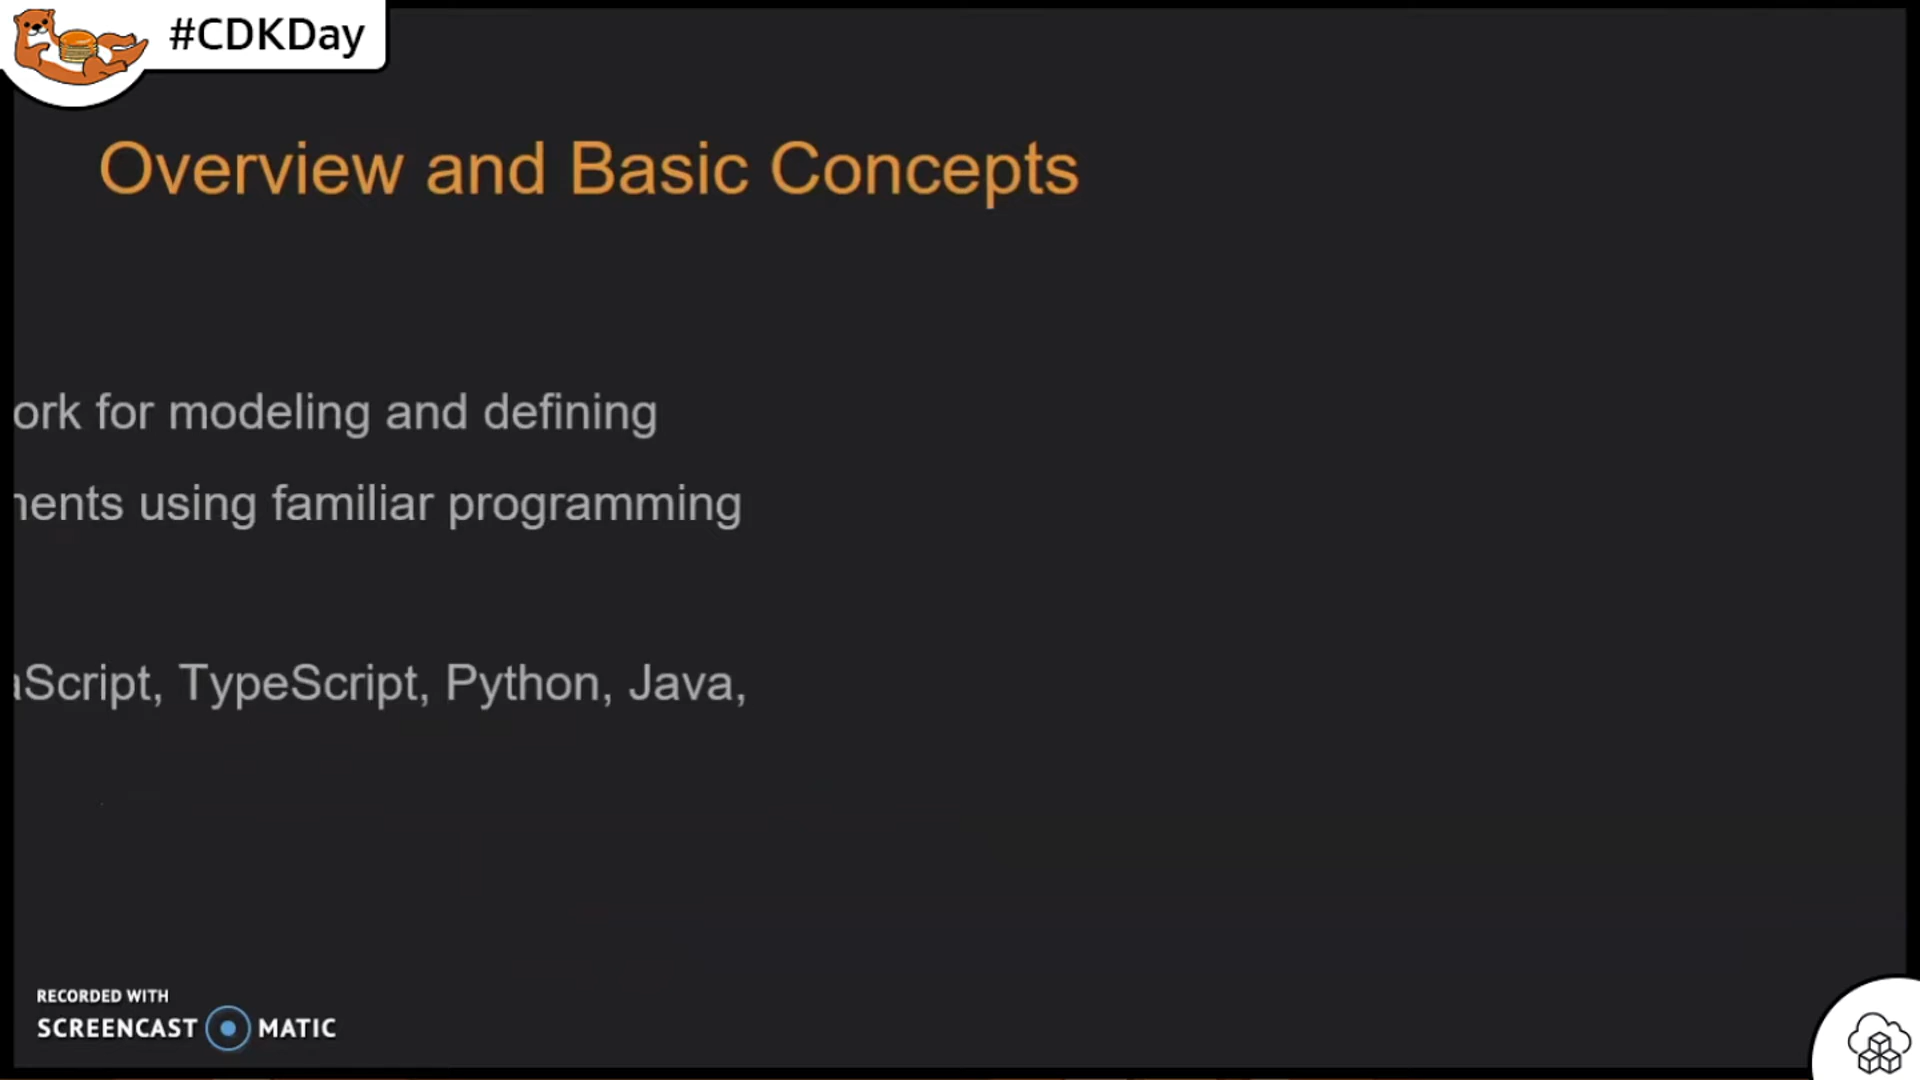 #CDKDay
Overview and Basic Concepts
ork for modeling and defining
ents using familiar programming
aScript, TypeScript, Python, Java,
RECORDED WITH
SCREENCAST MATIC